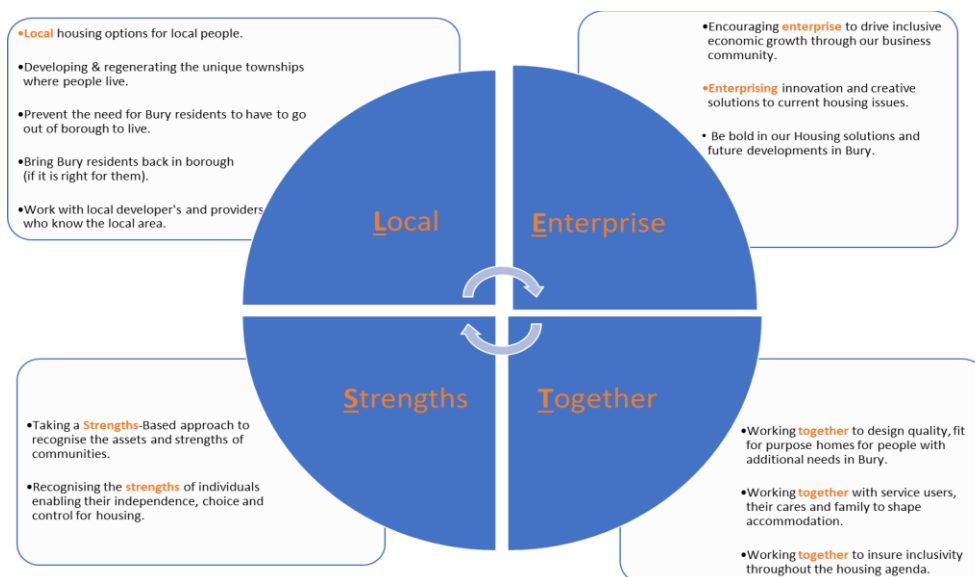 •Local housing options for local people.
•Developing & regenerating the unique townships
where people live.
•Prevent the need for Bury residents to have to go
out of borough to live.
•Bring Bury residents back in borough
(if it is right for them).
•Work with local developer's and providers
who know the local area.
•Encouraging enterprise to drive inclusive
economic growth through our business
community.
•Enterprising innovation and creative
solutions to current housing issues.
• Be bold in our Housing solutions and
future developments in Bury.
Local
Enterprise
Strengths
Together
•Taking a Strengths-Based approach to
recognise the assets and strengths of
communities.
•Recognising the strengths of individuals
enabling their independence, choice and
control for housing.
•Working together to design quality, fit
for purpose homes for people with
additional needs in Bury.
•Working together with service users,
their cares and family to shape
accommodation.
•Working together to insure inclusivity
throughout the housing agenda.